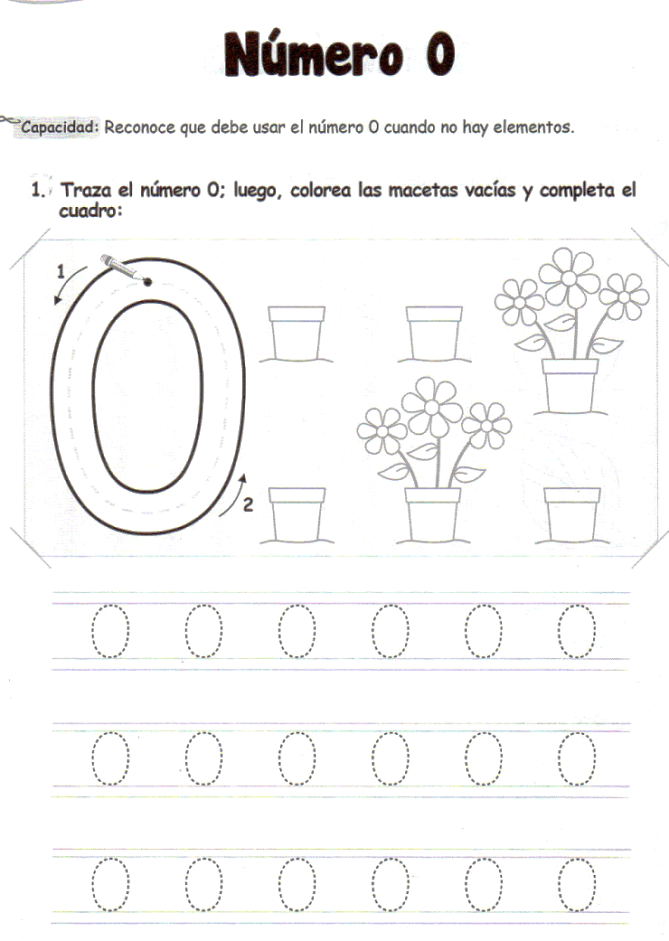 Número 0
Capacidad: Reconoce que debe usar el número 0 cuando no hay elementos.
1. Traza el número 0; luego, colorea las macetas vacías y completa el
cuadro:
1
0
2
0 0 0 0 0 0
0 0 0 0 0 0
0 0 0 0 0 0